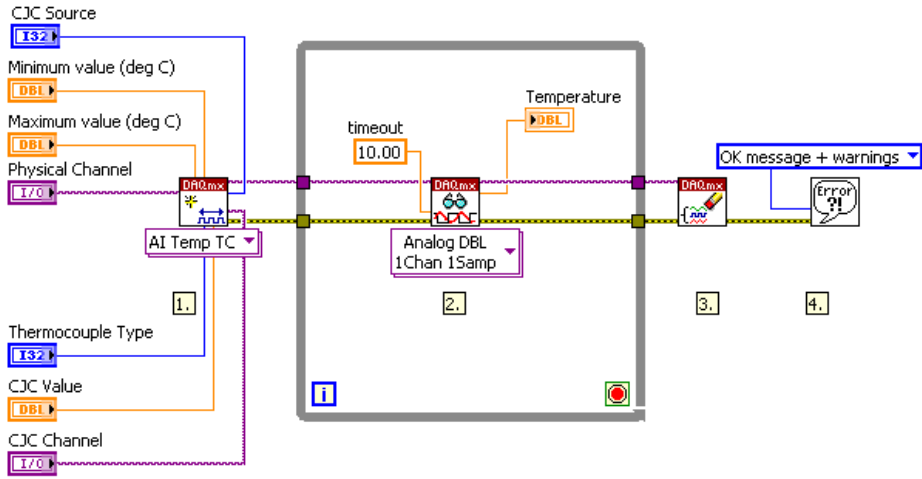 CJC Source
I32
Minimum value (deg C)
DBL
Maximum value (deg C)
DBL
Physical Channel
I/O
DAQmx
AI Temp TC
1.
Thermocouple Type
I32
CJC Value
DBL
CJC Channel
I/O
timeout
10.00
Temperature
DBL
DAQmx
Analog DBL
1Chan 1Samp
2.
i
DAQmx
3.
OK message + warnings
Error
?!
4.